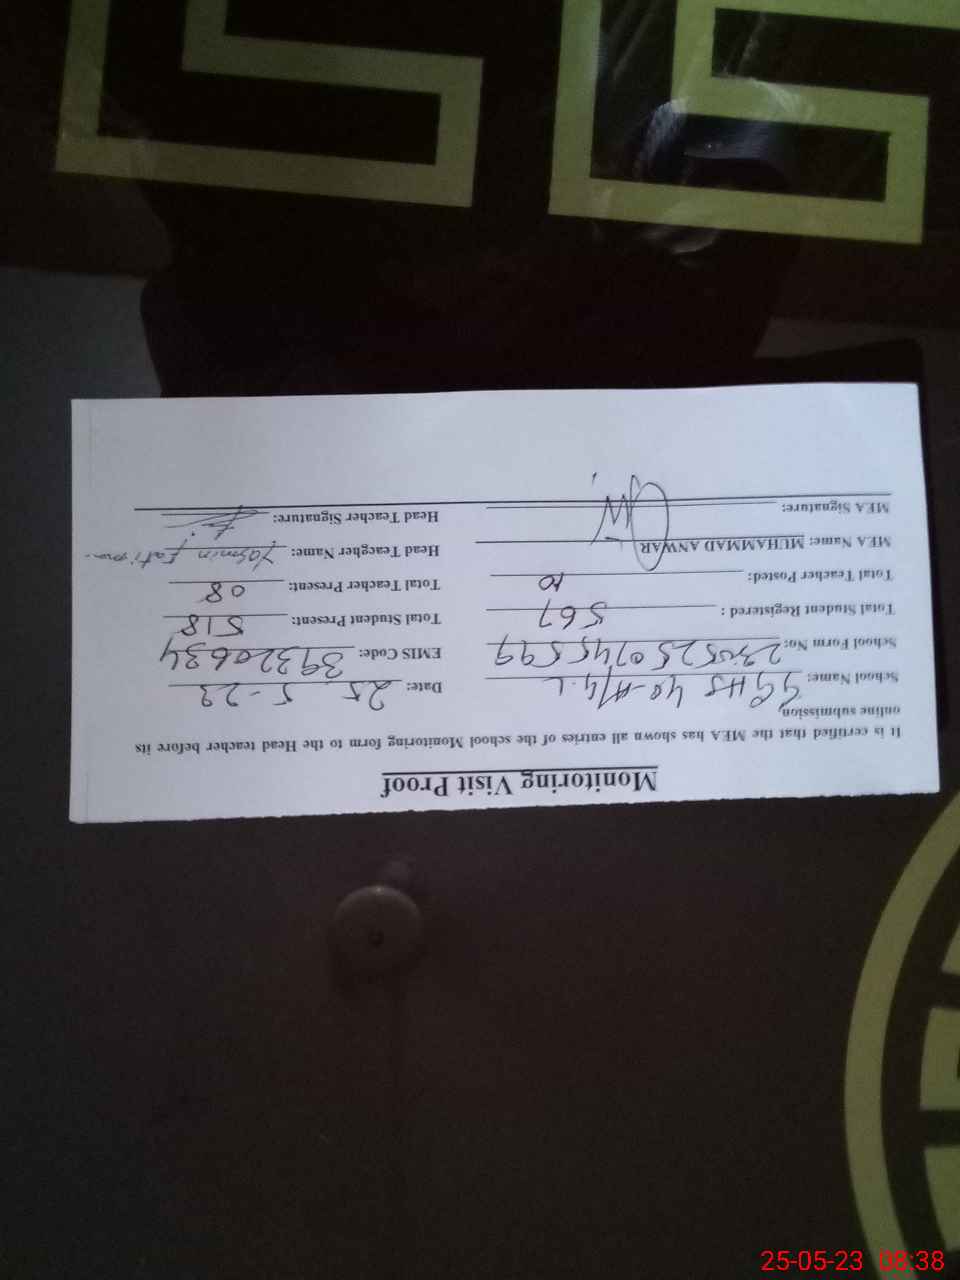 Monitoring Visit Proof
It is certified that the MEA has shown all entries of the school Monitoring form to the Head teacher before its
online submission
School Name: GGHS 40-A/4-L Date: 25-5-23
School Form No: EMIS Code: 39320634
Total Student Registered : 567 Total Student Present: 518
Total Teacher Posted: 10 Total Teacher Present: 08
MEA Name: MUHAMMAD ANWAR Head Teacgher Name: Yasmin Fatima
MEA Signature: Head Teacher Signature:
25-05-23 08:38